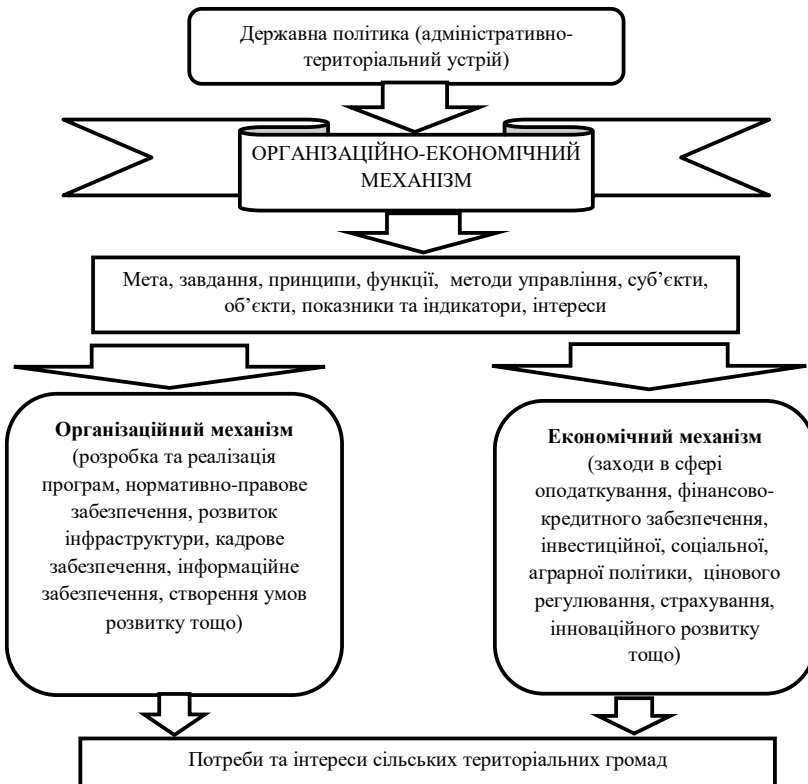 Державна політика (адміністративно-
територіальний устрій)
ОРГАНІЗАЦІЙНО-ЕКОНОМІЧНИЙ
МЕХАНІЗМ
Мета, завдання, принципи, функції, методи управління, суб’єкти,
об’єкти, показники та індикатори, інтереси
Організаційний механізм
(розробка та реалізація
програм, нормативно-правове
забезпечення, розвиток
інфраструктури, кадрове
забезпечення, інформаційне
забезпечення, створення умов
розвитку тощо)
Економічний механізм
(заходи в сфері
оподаткування, фінансово-
кредитного забезпечення,
інвестиційної, соціальної,
аграрної політики, цінового
регулювання, страхування,
інноваційного розвитку
тощо)
Потреби та інтереси сільських територіальних громад